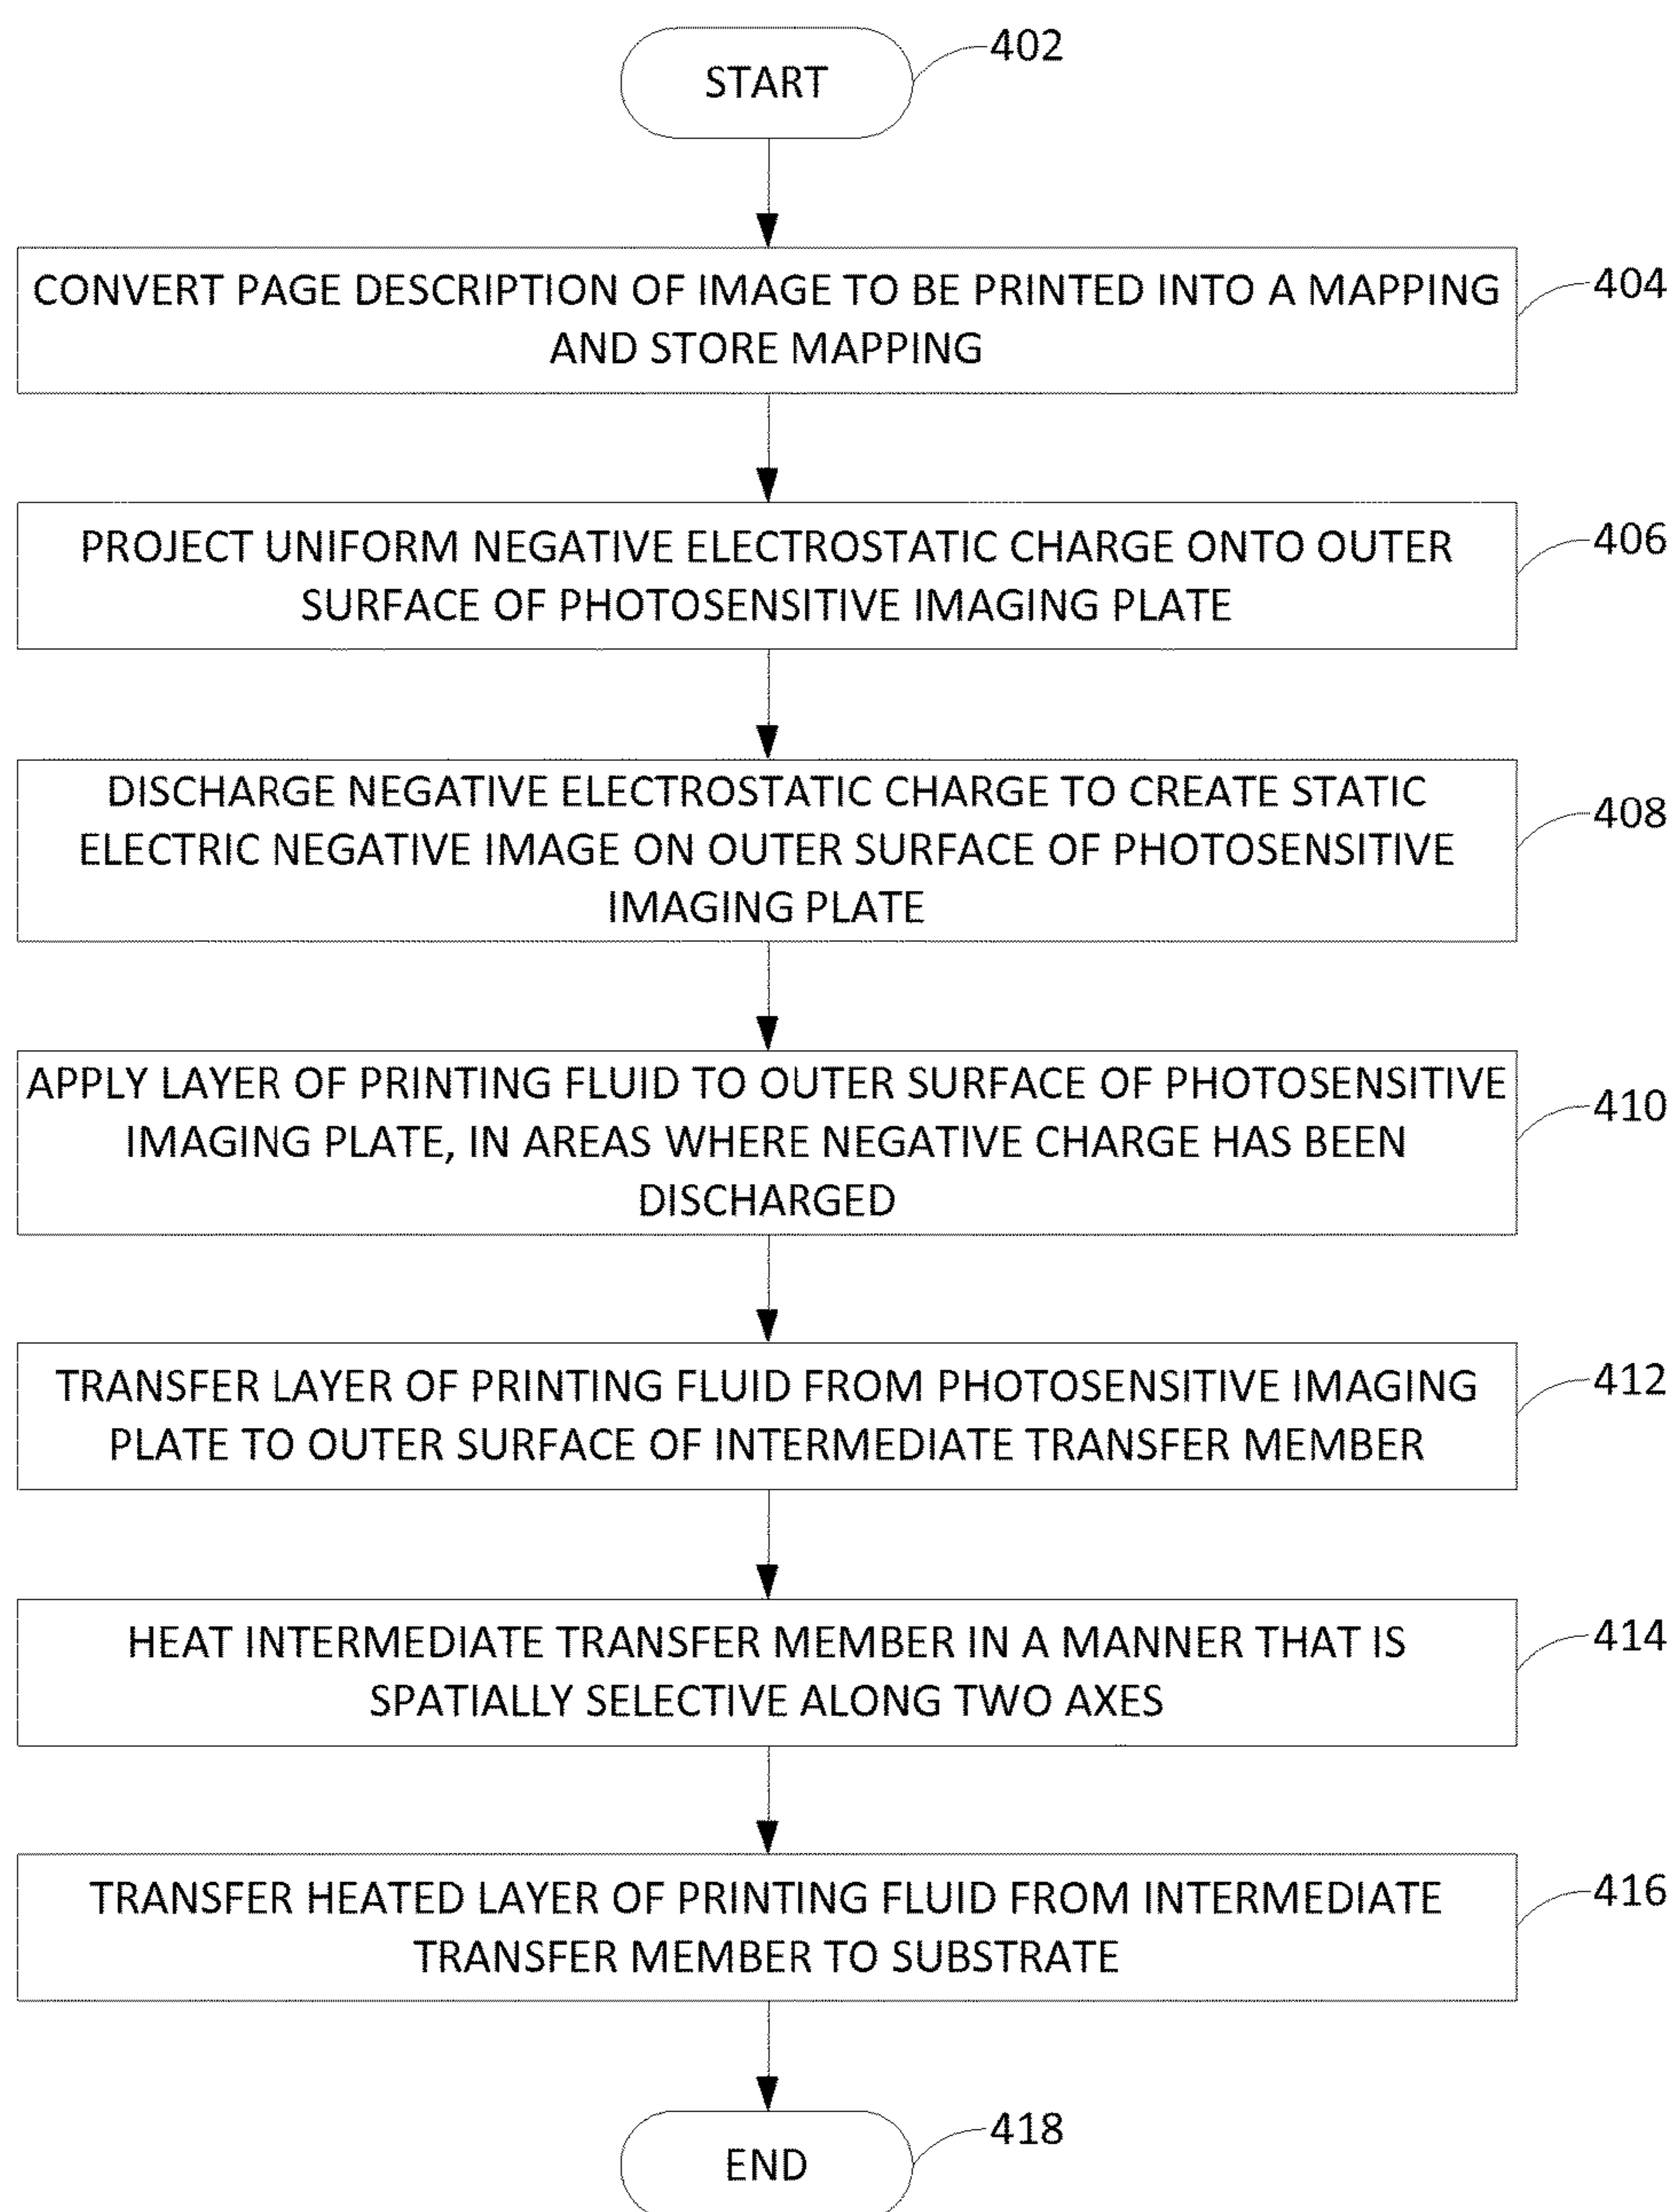 START
402
CONVERT PAGE DESCRIPTION OF IMAGE TO BE PRINTED INTO A MAPPING
AND STORE MAPPING
404
PROJECT UNIFORM NEGATIVE ELECTROSTATIC CHARGE ONTO OUTER
SURFACE OF PHOTOSENSITIVE IMAGING PLATE
406
DISCHARGE NEGATIVE ELECTROSTATIC CHARGE TO CREATE STATIC
ELECTRIC NEGATIVE IMAGE ON OUTER SURFACE OF PHOTOSENSITIVE
IMAGING PLATE
408
APPLY LAYER OF PRINTING FLUID TO OUTER SURFACE OF PHOTOSENSITIVE
IMAGING PLATE, IN AREAS WHERE NEGATIVE CHARGE HAS BEEN
DISCHARGED
410
TRANSFER LAYER OF PRINTING FLUID FROM PHOTOSENSITIVE IMAGING
PLATE TO OUTER SURFACE OF INTERMEDIATE TRANSFER MEMBER
412
HEAT INTERMEDIATE TRANSFER MEMBER IN A MANNER THAT IS
SPATIALLY SELECTIVE ALONG TWO AXES
414
TRANSFER HEATED LAYER OF PRINTING FLUID FROM INTERMEDIATE
TRANSFER MEMBER TO SUBSTRATE
416
END
418